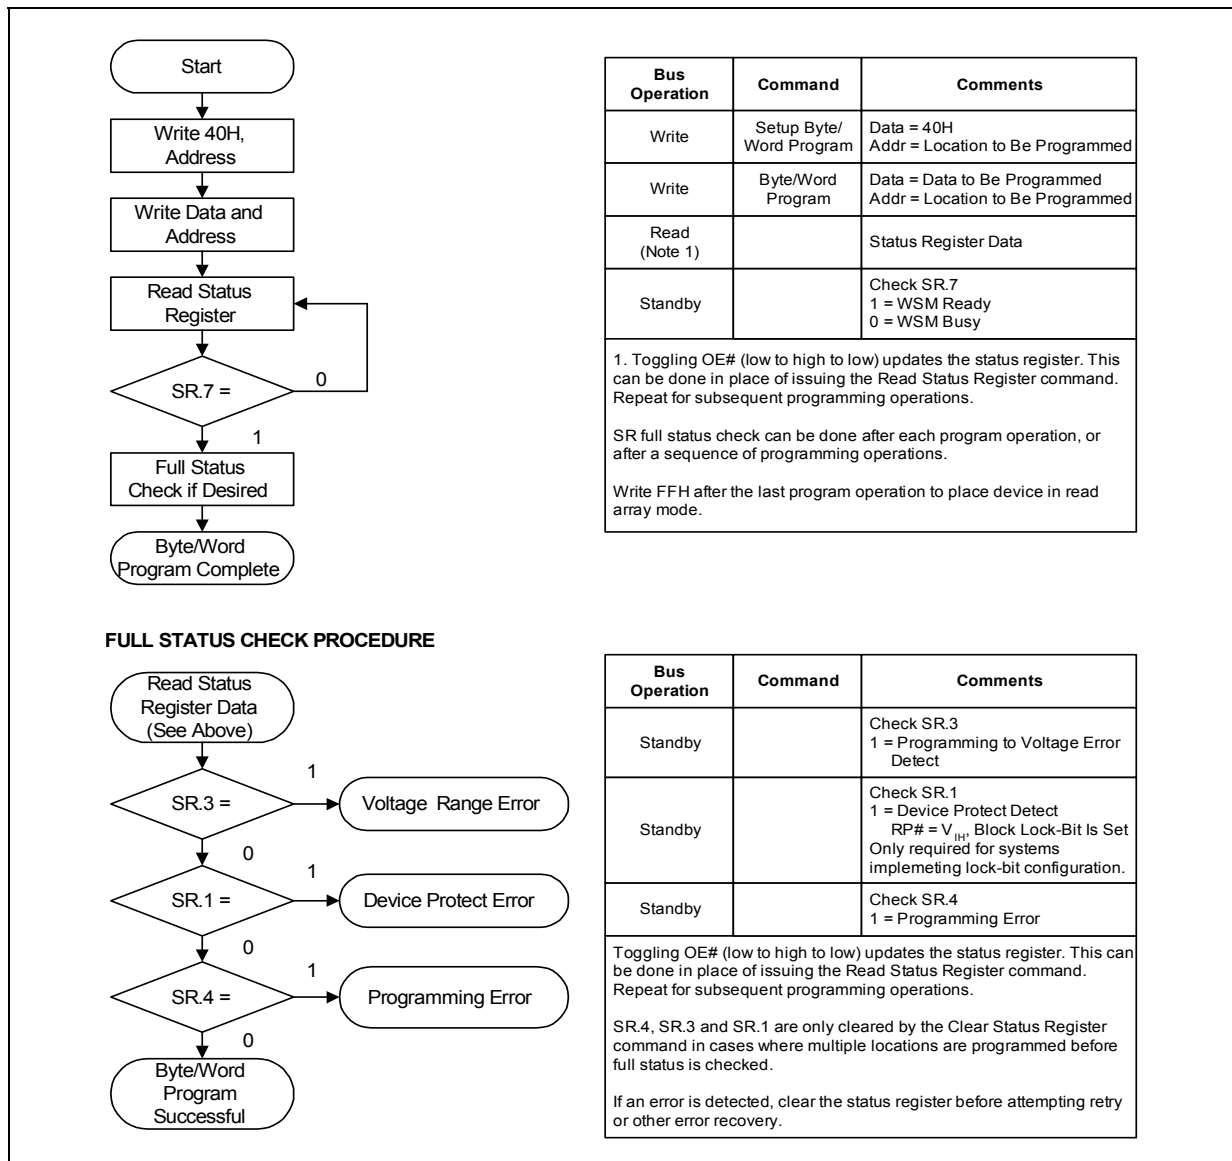 Start
Write 40H,
Address
Write Data and
Address
Read Status
Register
SR.7 =
0
1
Full Status
Check if Desired
Byte/Word
Program Complete
Bus
Operation
Command
Comments
Write
Setup Byte/
Word Program
Data = 40H
Addr = Location to Be Programmed
Write
Byte/Word
Program
Data = Data to Be Programmed
Addr = Location to Be Programmed
Read
(Note 1)
Status Register Data
Standby
Check SR.7
1 = WSM Ready
0 = WSM Busy
1. Toggling OE# (low to high to low) updates the status register. This
can be done in place of issuing the Read Status Register command.
Repeat for subsequent programming operations.
SR full status check can be done after each program operation, or
after a sequence of programming operations.
Write FFH after the last program operation to place device in read
array mode.
FULL STATUS CHECK PROCEDURE
Read Status
Register Data
(See Above)
SR.3 =
1
Voltage Range Error
0
SR.1 =
1
Device Protect Error
0
SR.4 =
1
Programming Error
0
Byte/Word
Program
Successful
Bus
Operation
Command
Comments
Standby
Check SR.3
1 = Programming to Voltage Error
Detect
Standby
Check SR.1
1 = Device Protect Detect
RP# = VIH, Block Lock-Bit Is Set
Only required for systems
implemeting lock-bit configuration.
Standby
Check SR.4
1 = Programming Error
Toggling OE# (low to high to low) updates the status register. This can
be done in place of issuing the Read Status Register command.
Repeat for subsequent programming operations.
SR.4, SR.3 and SR.1 are only cleared by the Clear Status Register
command in cases where multiple locations are programmed before
full status is checked.
If an error is detected, clear the status register before attempting retry
or other error recovery.